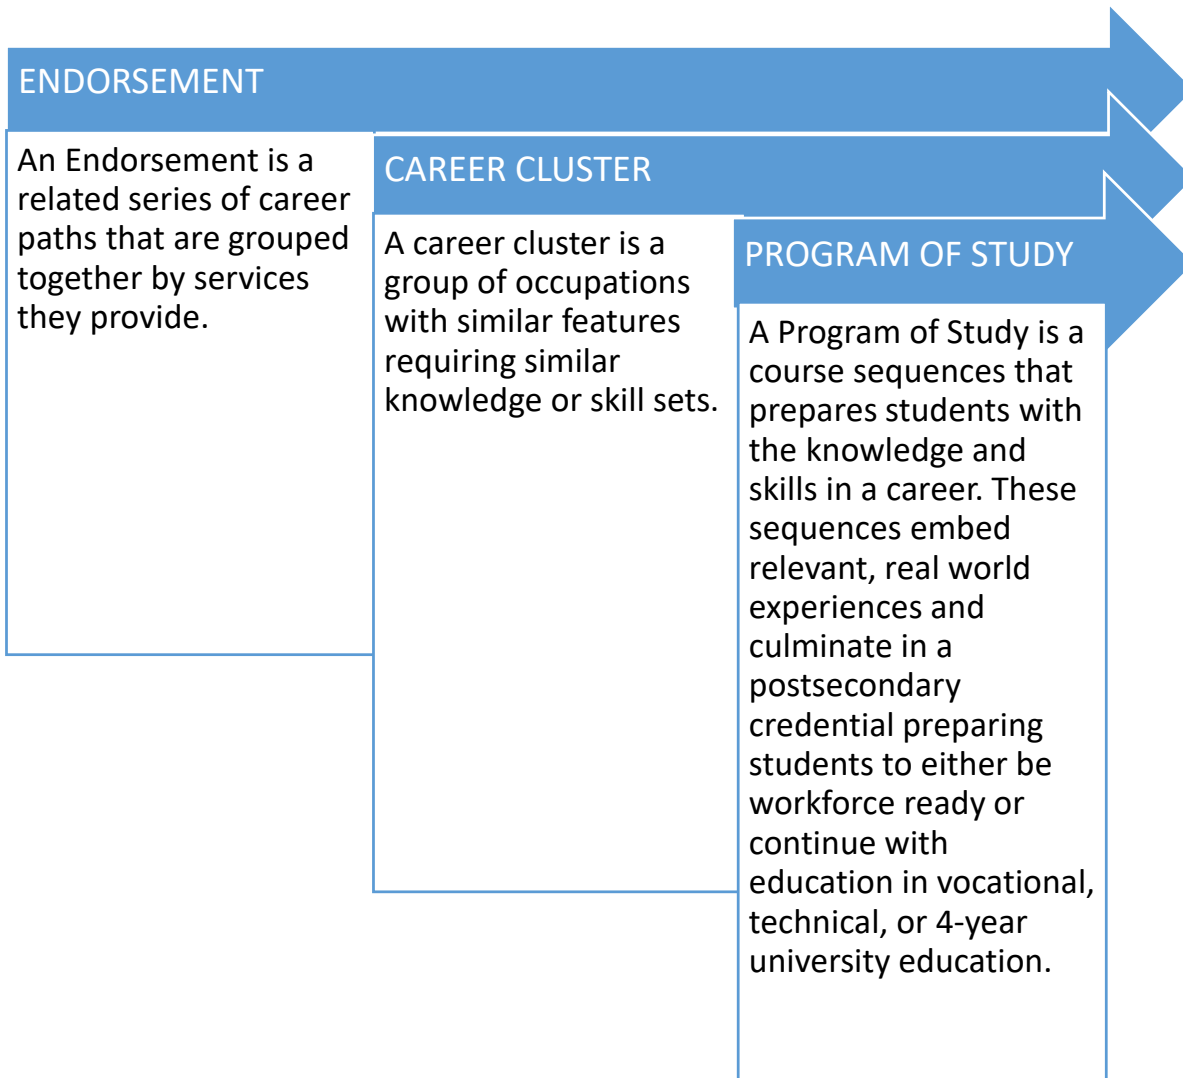 ENDORSEMENT
An Endorsement is a
related series of career
paths that are grouped
together by services
they provide.
CAREER CLUSTER
A career cluster is a
group of occupations
with similar features
requiring similar
knowledge or skill sets.
PROGRAM OF STUDY
A Program of Study is a
course sequences that
prepares students with
the knowledge and
skills in a career. These
sequences embed
relevant, real world
experiences and
culminate in a
postsecondary
credential preparing
students to either be
workforce ready or
continue with
education in vocational,
technical, or 4-year
university education.